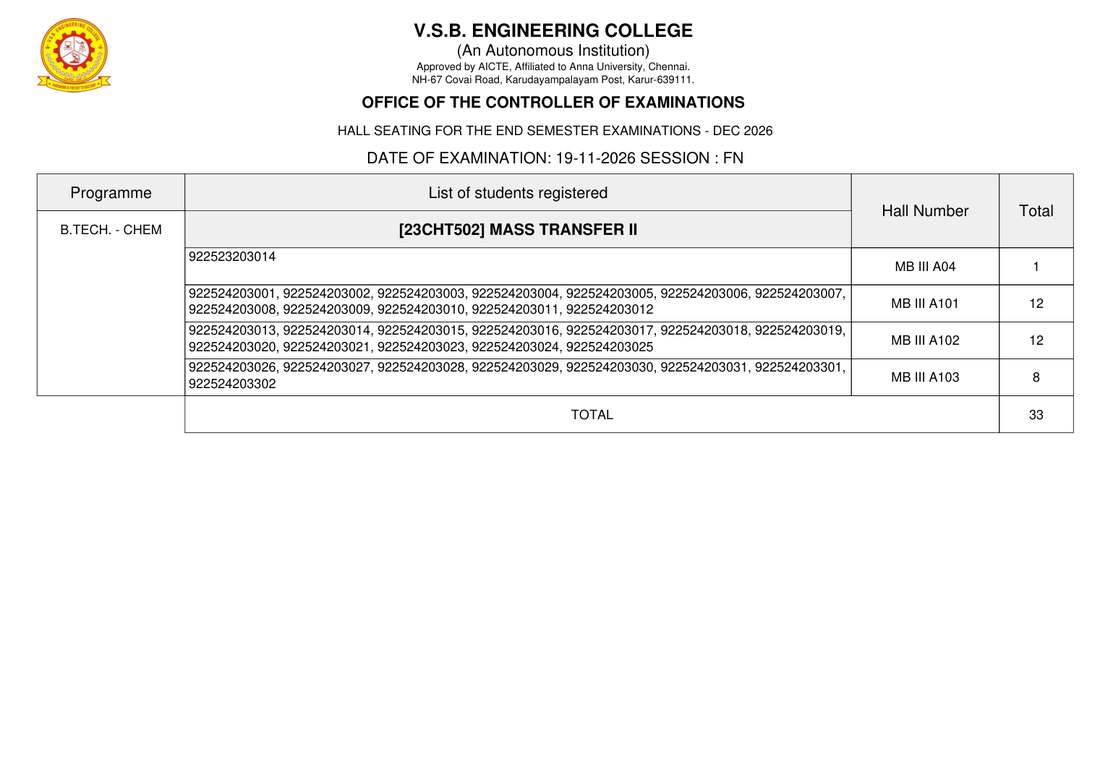 V.S.B. ENGINEERING COLLEGE
(An Autonomous Institution)
Approved by AICTE, Affiliated to Anna University, Chennai.
NH-67 Covai Road, Karudayampalayam Post, Karur-639111.
OFFICE OF THE CONTROLLER OF EXAMINATIONS
HALL SEATING FOR THE END SEMESTER EXAMINATIONS - DEC 2026
DATE OF EXAMINATION: 19-11-2026 SESSION : FN
Programme List of students registered Hall Number Total
B.TECH. - CHEM [23CHT502] MASS TRANSFER II
922523203014 MB III A04 1
922524203001, 922524203002, 922524203003, 922524203004, 922524203005, 922524203006, 922524203007,
922524203008, 922524203009, 922524203010, 922524203011, 922524203012 MB III A101 12
922524203013, 922524203014, 922524203015, 922524203016, 922524203017, 922524203018, 922524203019,
922524203020, 922524203021, 922524203023, 922524203024, 922524203025 MB III A102 12
922524203026, 922524203027, 922524203028, 922524203029, 922524203030, 922524203031, 922524203301,
922524203302 MB III A103 8
TOTAL 33